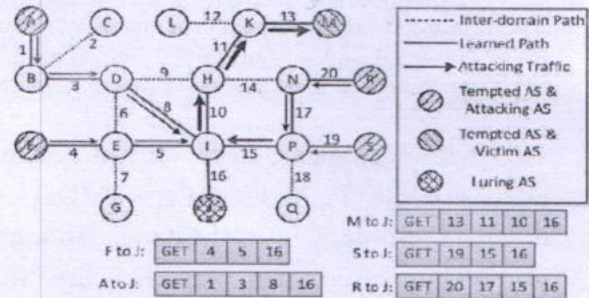 A
C
L
12
K
13
M
1
2
11
B
3
D
9
H
14
N
20
R
6
8
10
17
F
4
E
5
I
15
P
19
S
7
16
18
G
J
Q
Inter-domain Path
Learned Path
Attacking Traffic
Tempted AS &
Attacking AS
Tempted AS &
Victim AS
Luring AS
M to J: GET 13 11 10 16
F to J: GET 4 5 16
S to J: GET 19 15 16
A to J: GET 1 3 8 16
R to J: GET 20 17 15 16